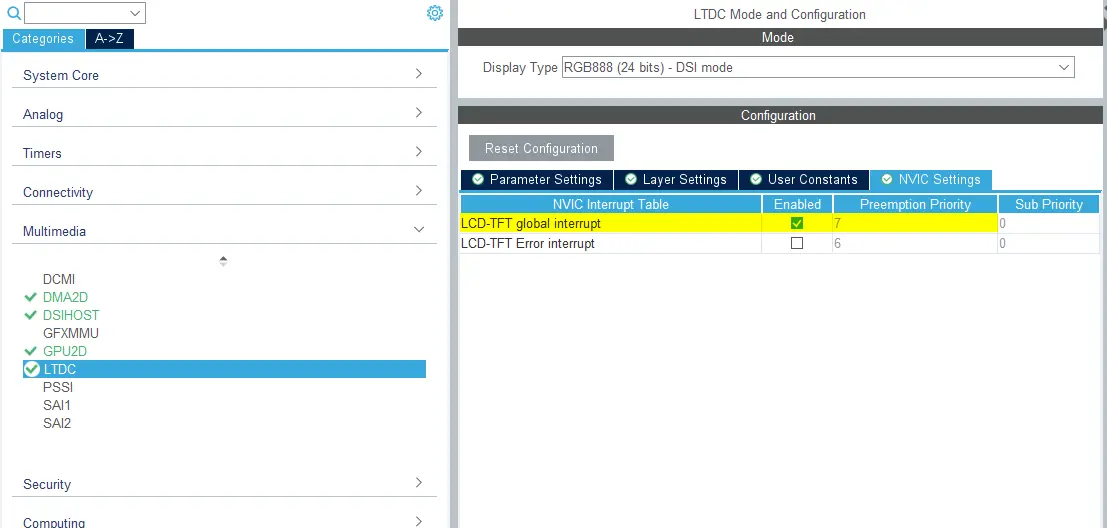 Categories A->Z
System Core
Analog
Timers
Connectivity
Multimedia
DCMI
DMA2D
DSIHOST
GFXMMU
GPU2D
LTDC
PSSI
SAI1
SAI2
Security
Computing
LTDC Mode and Configuration
Mode
Display Type RGB888 (24 bits) - DSI mode
Configuration
Reset Configuration
Parameter Settings Layer Settings User Constants NVIC Settings
NVIC Interrupt Table Enabled Preemption Priority Sub Priority
LCD-TFT global interrupt 7 0
LCD-TFT Error interrupt 6 0